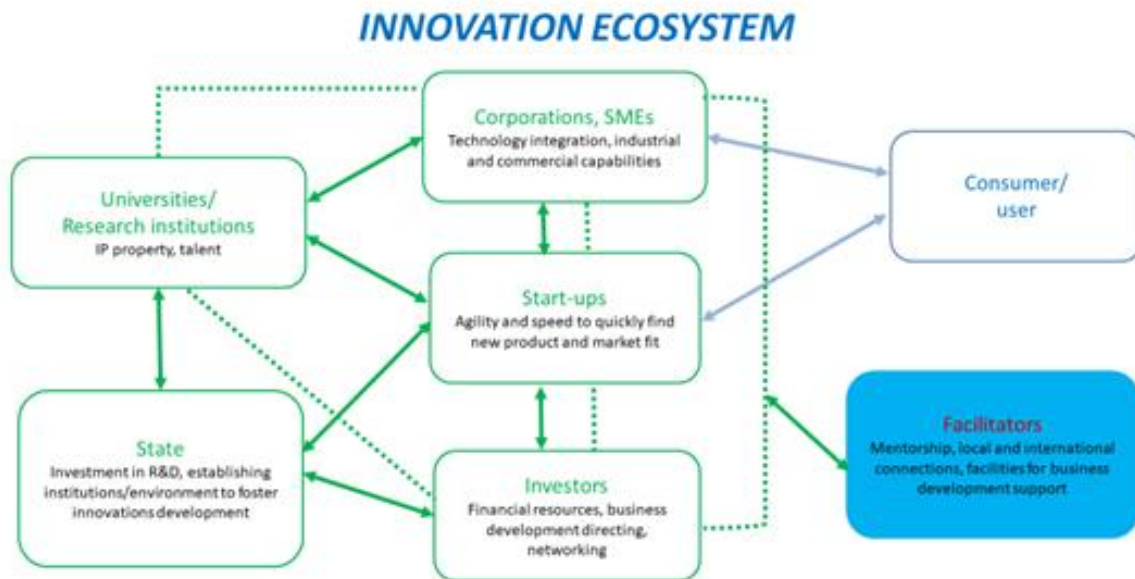 INNOVATION ECOSYSTEM
Corporations, SMEs
Technology integration, industrial
and commercial capabilities
Universities/
Research institutions
IP property, talent
Consumer/
user
Start-ups
Agility and speed to quickly find
new product and market fit
State
Investment in R&D, establishing
institutions/environment to foster
innovations development
Investors
Financial resources, business
development directing,
networking
Facilitators
Mentorship, local and international
connections, facilities for business
development support